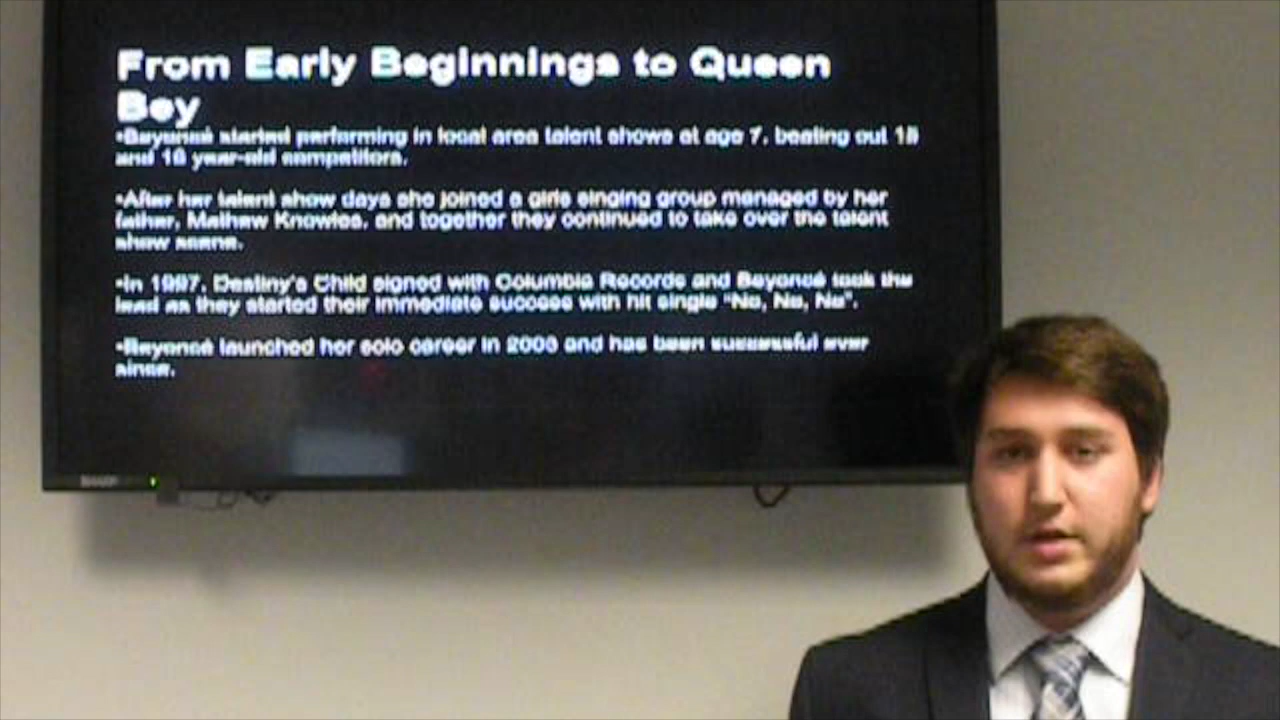 From Early Beginnings to Queen
Bey
•Beyoncé started performing in local area talent shows at age 7, beating out 15
and 16 year-old competitors.
•After her talent show days she joined a girls singing group managed by her
father, Mathew Knowles, and together they continued to take over the talent
show scene.
•In 1997, Destiny's Child signed with Columbia Records and Beyoncé took the
lead as they started their immediate success with hit single “No, No, No”.
•Beyoncé launched her solo career in 2003 and has been successful ever
since.
SHARP